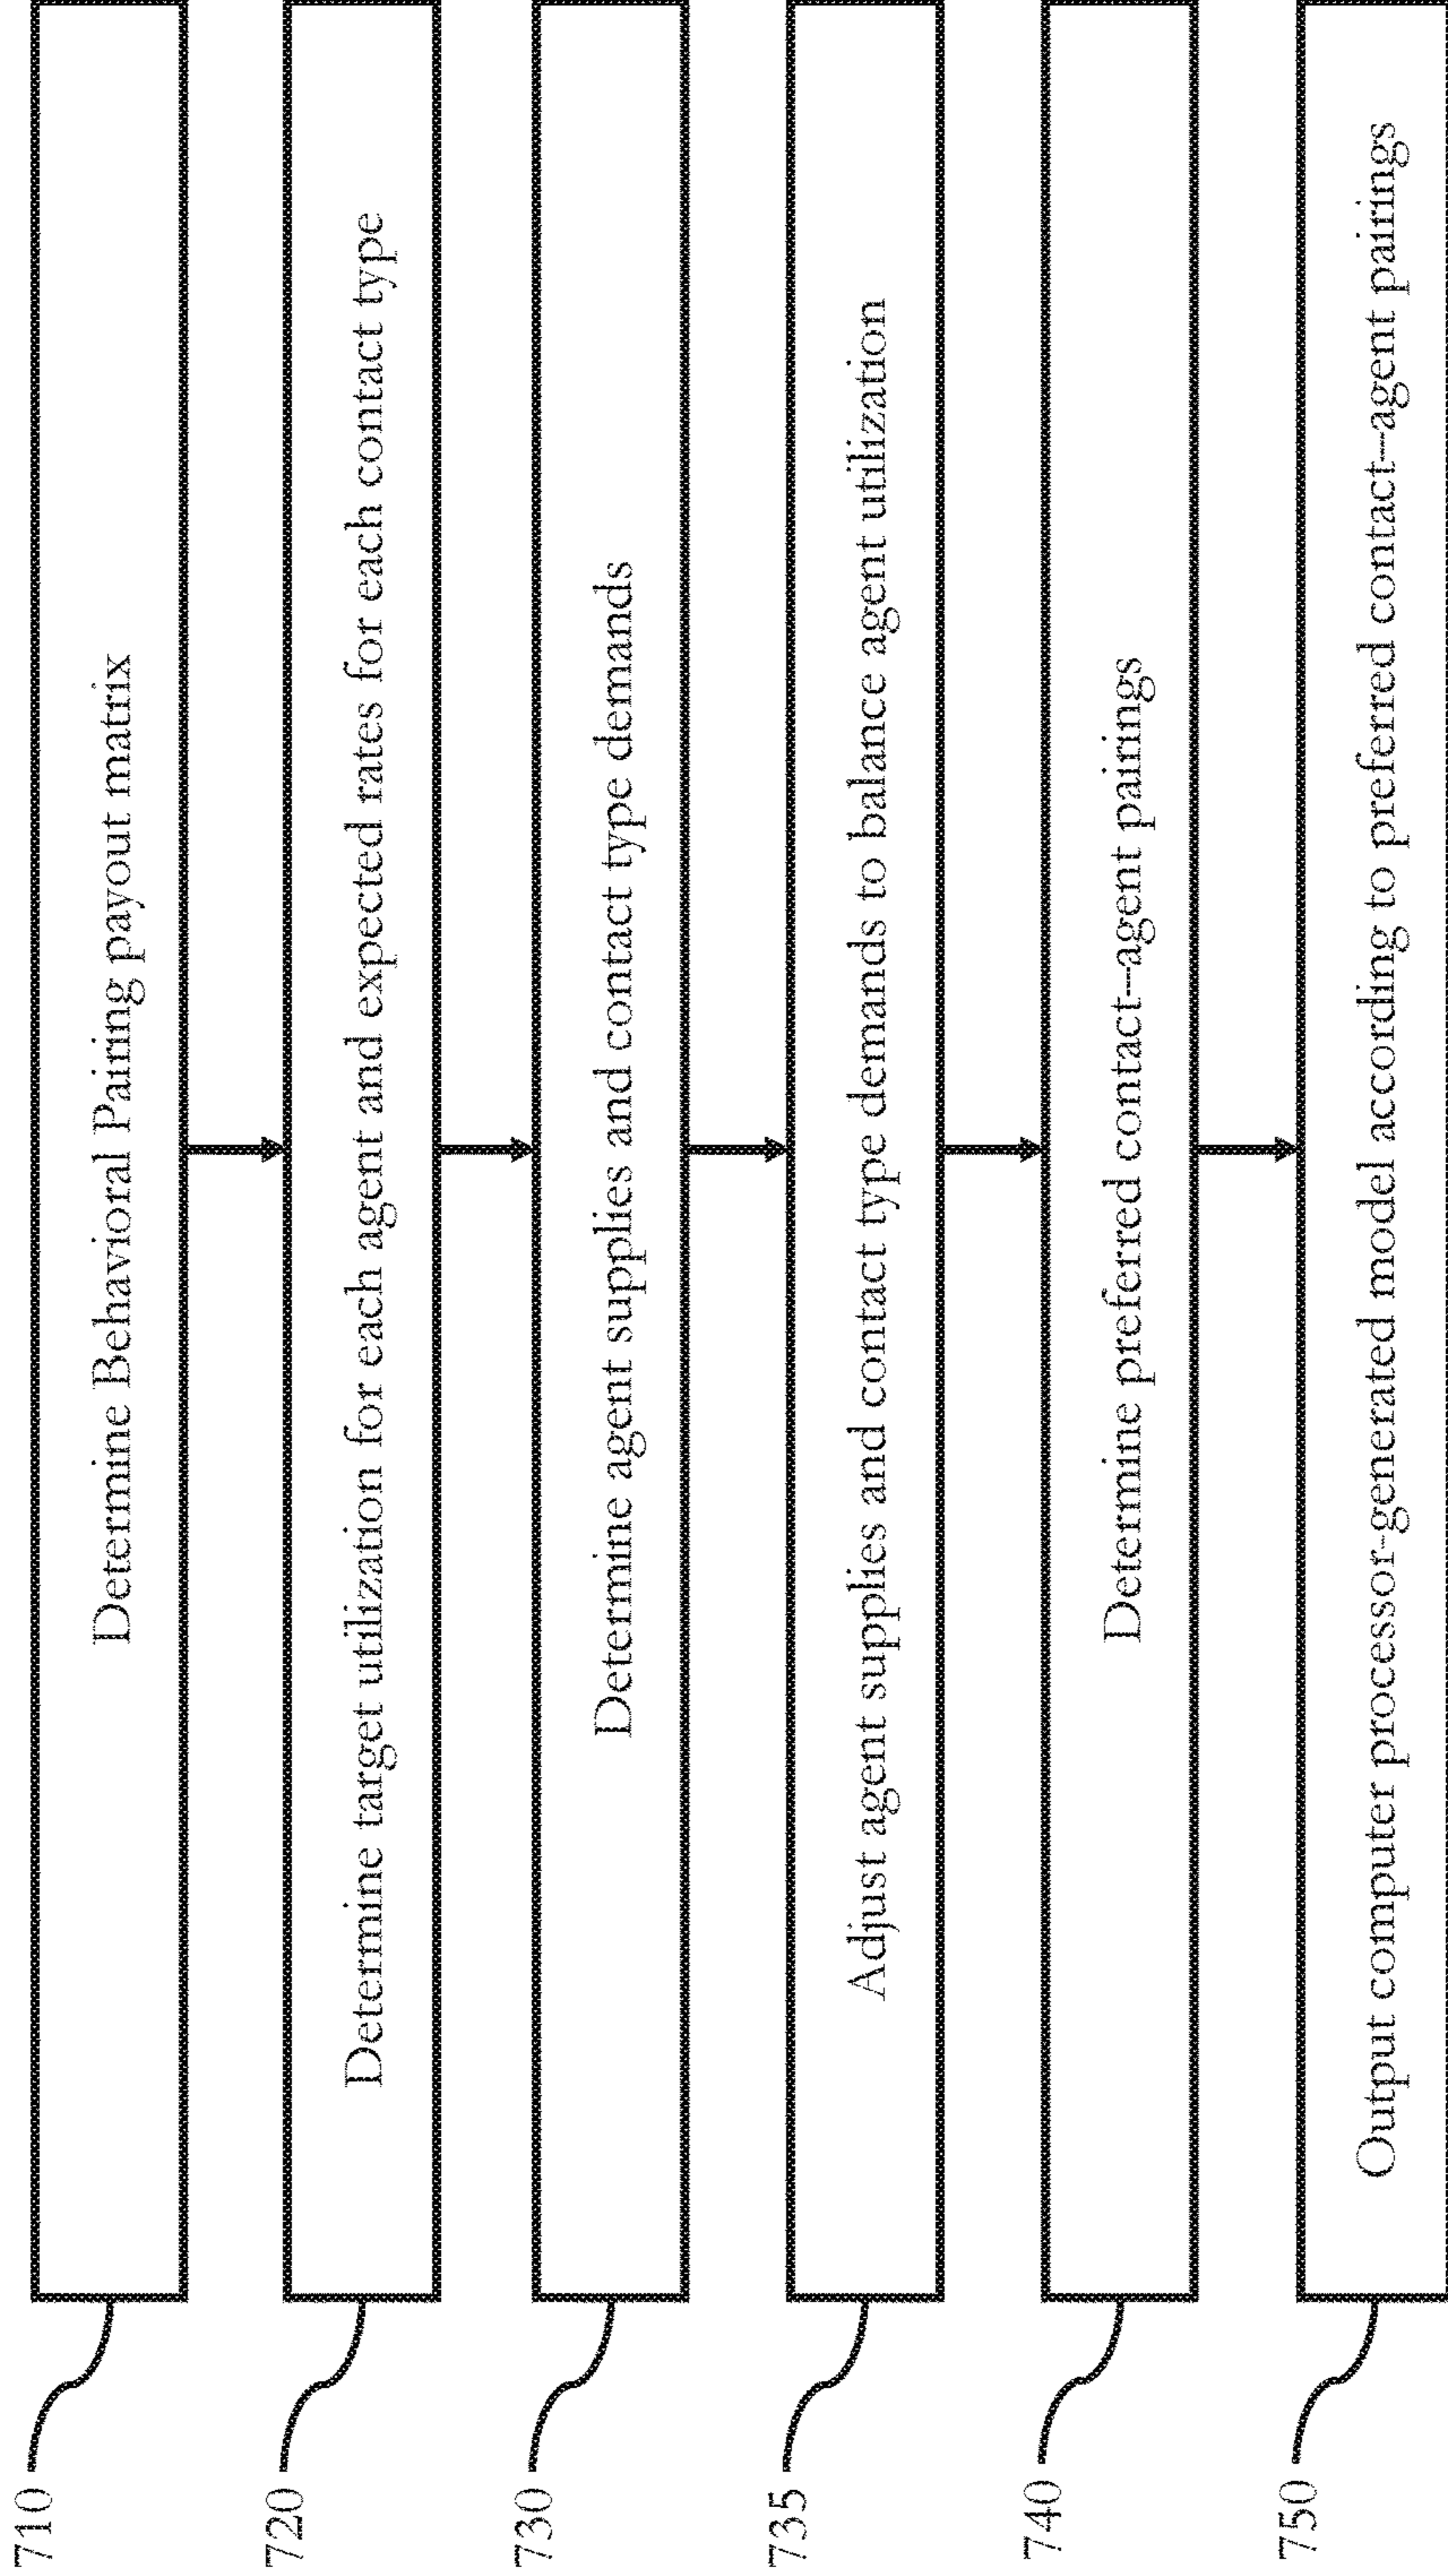 710
Determine Behavioral Pairing payout matrix
720
Determine target utilization for each agent and expected rates for each contact type
730
Determine agent supplies and contact type demands
735
Adjust agent supplies and contact type demands to balance agent utilization
740
Determine preferred contact--agent pairings
750
Output computer processor-generated model according to preferred contact--agent pairings